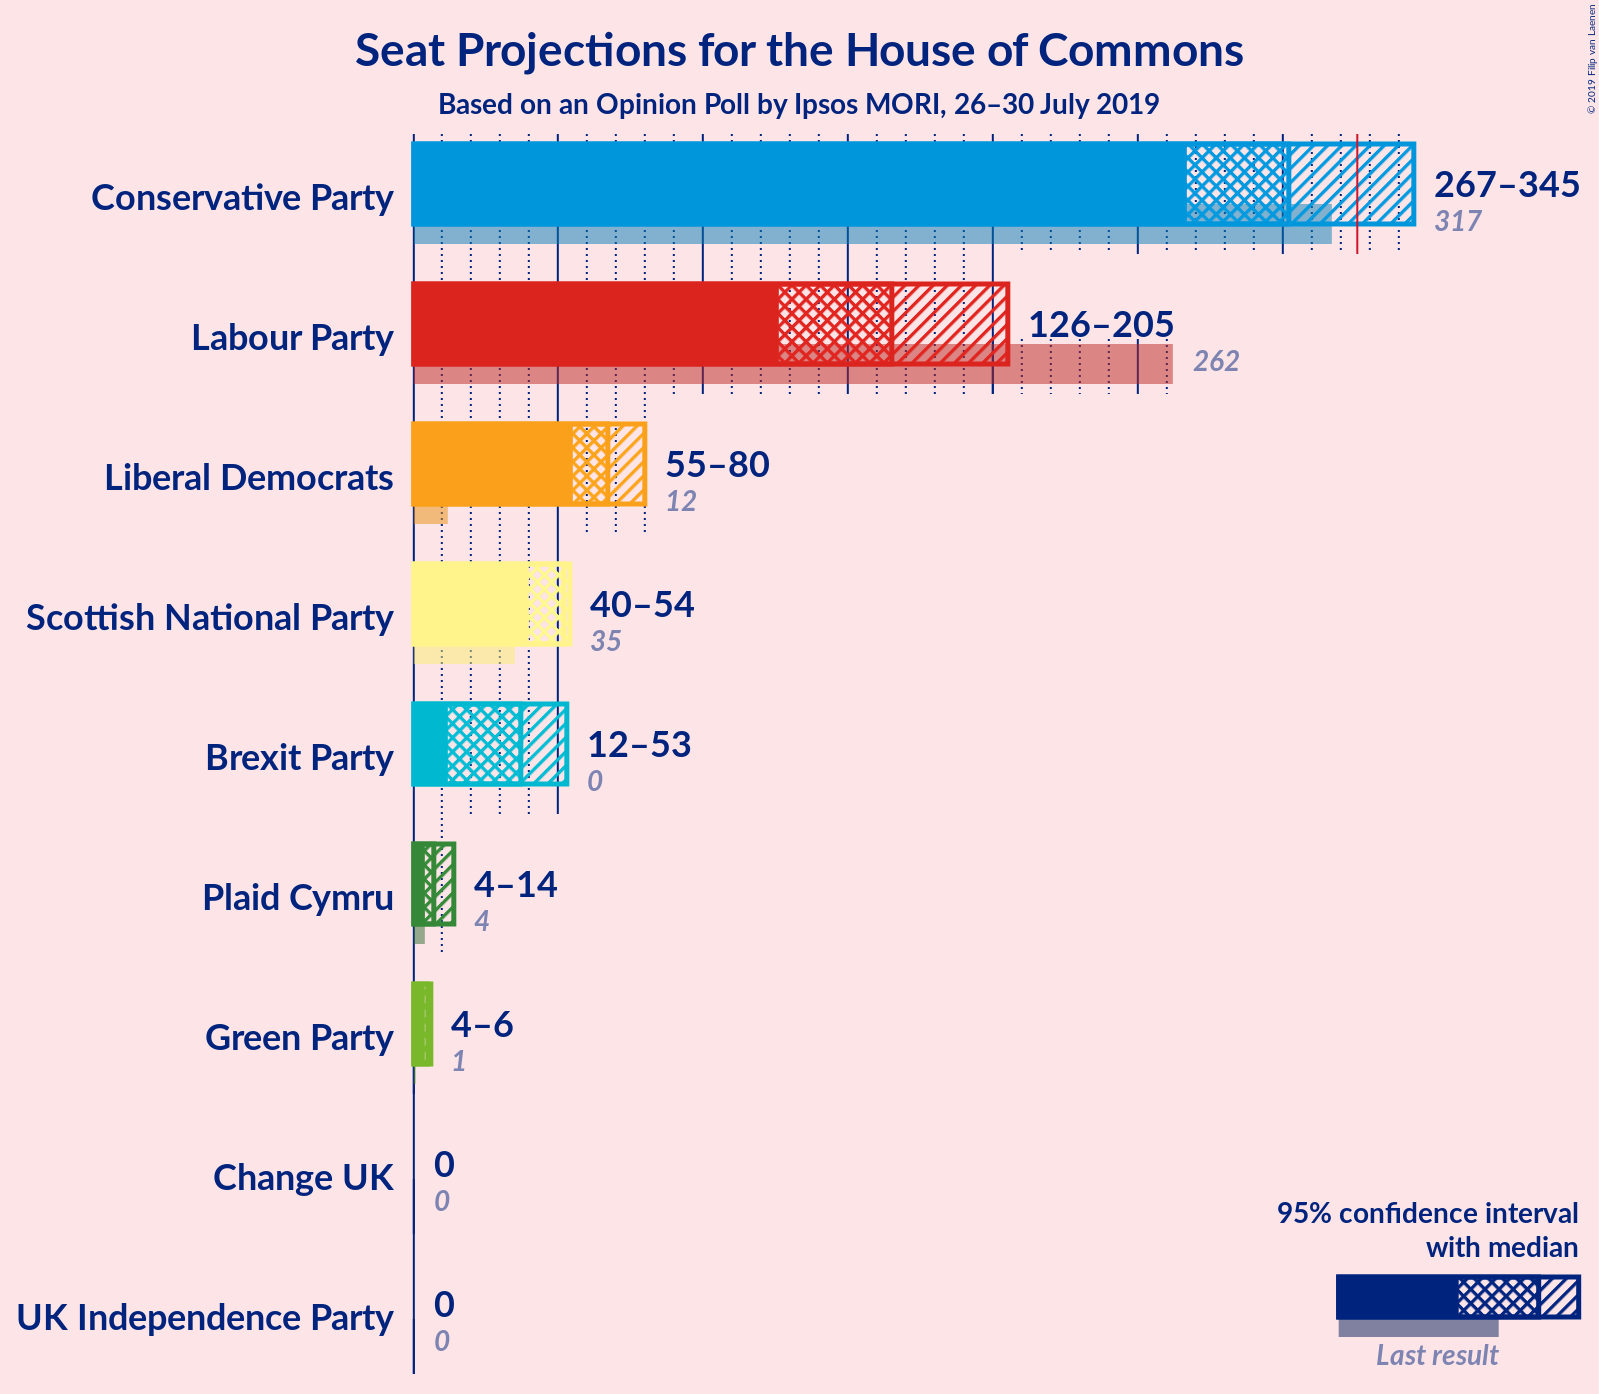 Seat Projections for the House of Commons
Based on an Opinion Poll by Ipsos MORI, 26–30 July 2019
© 2019 Filip van Laenen
Conservative Party
267–345
317
Labour Party
126–205
262
Liberal Democrats
55–80
12
Scottish National Party
40–54
35
Brexit Party
12–53
0
Plaid Cymru
4–14
4
Green Party
4–6
1
Change UK
0
0
UK Independence Party
0
0
95% confidence interval
with median
Last result